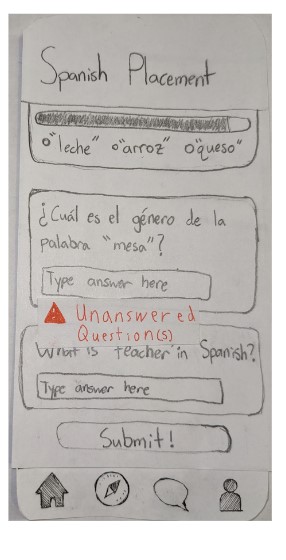 Spanish Placement
"leche" "arroz" "queso"
¿Cuál es el género de la
palabra "mesa"?
Type answer here
Unanswered
Question(s)
What is teacher in Spanish?
Type answer here
Submit!